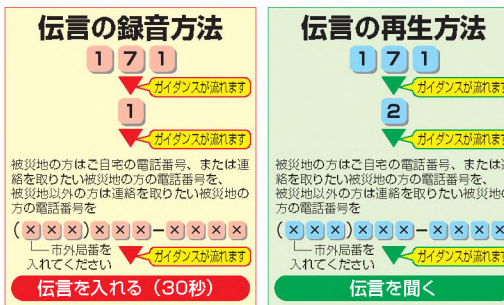 伝言の録音方法
1 7 1
ガイダンスが流れます
1
ガイダンスが流れます
被災地の方はご自宅の電話番号、または連
絡を取りたい被災地の方の電話番号を、
被災地以外の方は連絡を取りたい被災地の
方の電話番号を
(×××)×××-××××
市外局番を
入れてください
ガイダンスが流れます
伝言を入れる（30秒）
伝言の再生方法
1 7 1
ガイダンスが流れます
2
ガイダンスが流れます
被災地の方はご自宅の電話番号、または連
絡を取りたい被災地の方の電話番号を、
被災地以外の方は連絡を取りたい被災地の
方の電話番号を
(×××)×××-××××
市外局番を
入れてください
ガイダンスが流れます
伝言を聞く